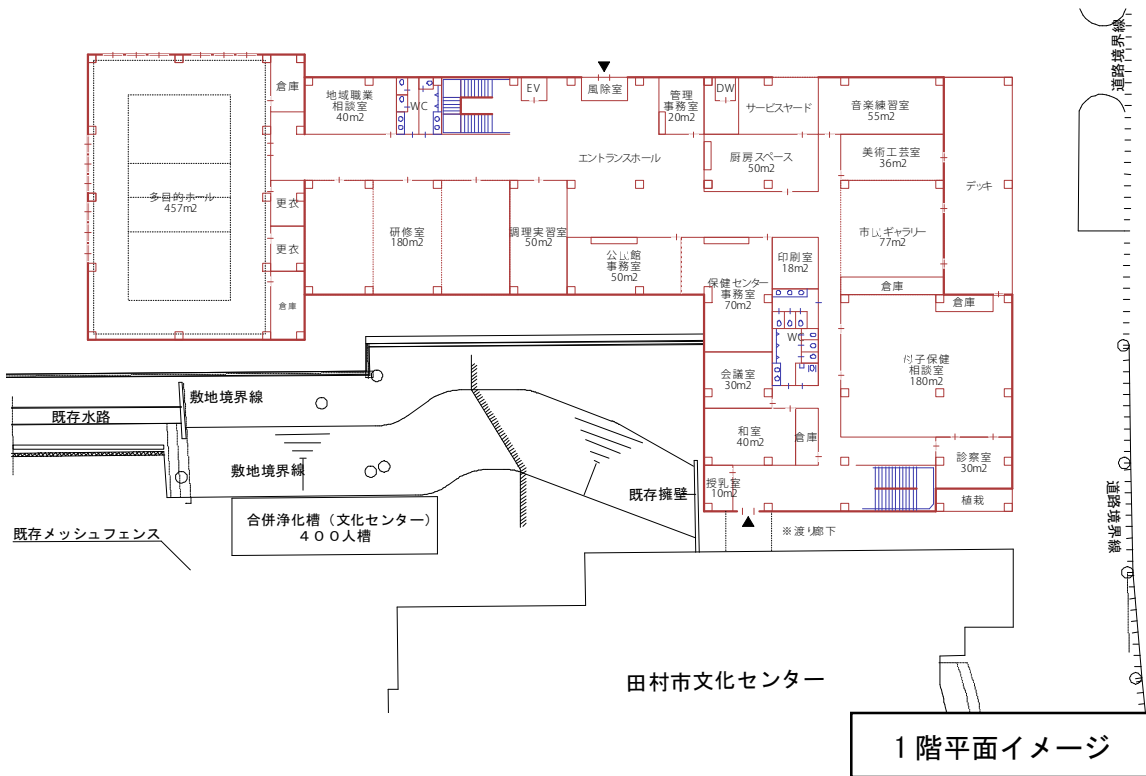 道路境界線
倉庫
地域職業
相談室
40m2
WC
EV
風除室
管理
事務室
20m2
DW
サービスヤード
音楽練習室
55m2
エントランスホール
厨房スペース
50m2
美術工芸室
36m2
デッキ
多目的ホール
457m2
更衣
更衣
倉庫
研修室
180m2
調理実習室
50m2
公民館
事務室
50m2
保健センター
事務室
70m2
印刷室
18m2
市民ギャラリー
77m2
倉庫
倉庫
WC
母子保健
相談室
180m2
会議室
30m2
和室
40m2
倉庫
診察室
30m2
授乳室
10m2
植栽
※渡り廊下
敷地境界線
既存水路
敷地境界線
既存擁壁
道路境界線
合併浄化槽（文化センター）
４００人槽
既存メッシュフェンス
田村市文化センター
１階平面イメージ